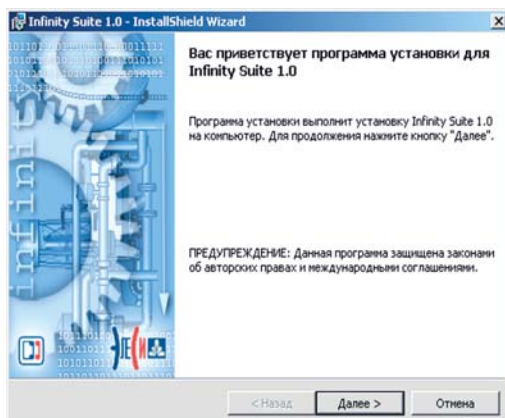 Infinity Suite 1.0 - InstallShield Wizard
Вас приветствует программа установки для
Infinity Suite 1.0
Программа установки выполнит установку Infinity Suite 1.0
на компьютер. Для продолжения нажмите кнопку "Далее".
ПРЕДУПРЕЖДЕНИЕ: Данная программа защищена законами
об авторских правах и международными соглашениями.
infinity
ЭЛЕСИ
< Назад
Далее >
Отмена